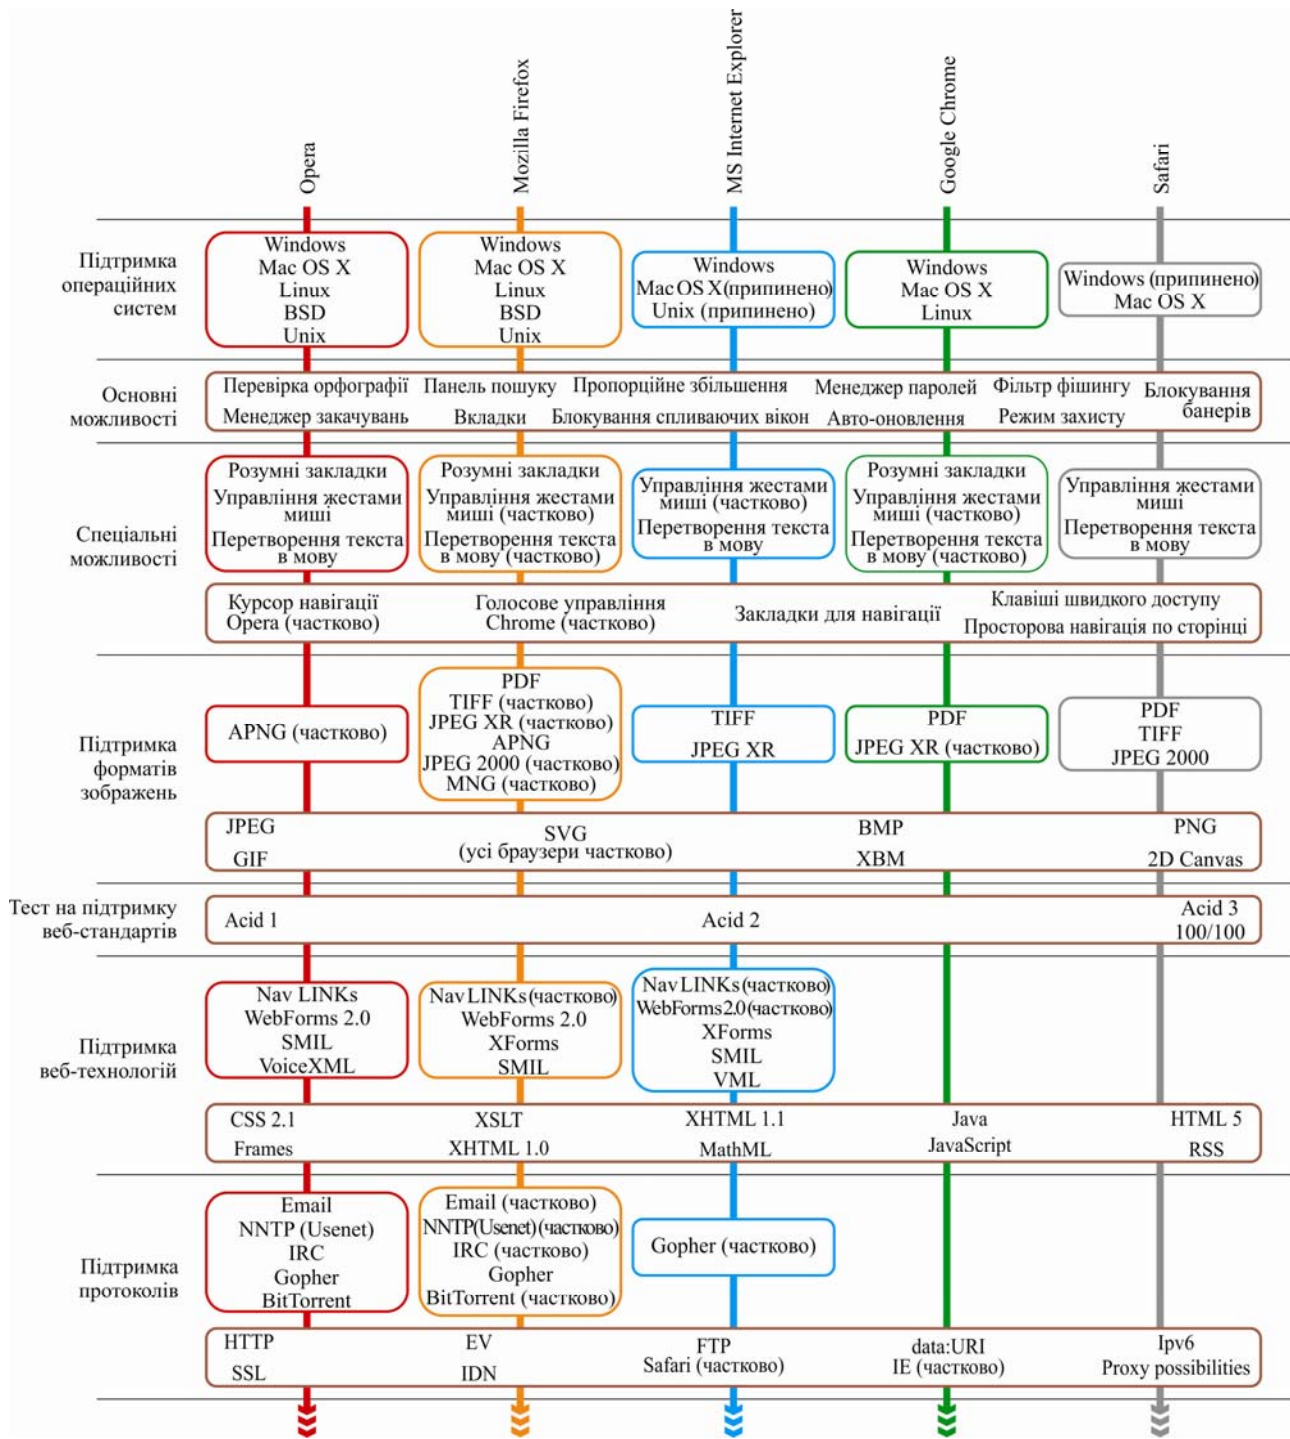 Opera
Mozilla Firefox
MS Internet Explorer
Google Chrome
Safari
Підтримка
операційних
систем
Windows
Mac OS X
Linux
BSD
Unix
Windows
Mac OS X
Linux
BSD
Unix
Windows
Mac OS X (припинено)
Unix (припинено)
Windows
Mac OS X
Linux
Windows (припинено)
Mac OS X
Основні
можливості
Перевірка орфографії
Менеджер закачувань
Панель пошуку
Вкладки
Пропорційне збільшення
Блокування спливаючих вікон
Менеджер паролей
Авто-оновлення
Фільтр фішингу
Режим захисту
Блокування
банерів
Спеціальні
можливості
Розумні закладки
Управління жестами
миші
Перетворення текста
в мову
Розумні закладки
Управління жестами
миші (частково)
Перетворення текста
в мову (частково)
Управління жестами
миші (частково)
Перетворення текста
в мову
Розумні закладки
Управління жестами
миші (частково)
Перетворення текста
в мову (частково)
Управління жестами
миші
Перетворення текста
в мову
Курсор навігації
Opera (частково)
Голосове управління
Chrome (частково)
Закладки для навігації
Клавіші швидкого доступу
Просторова навігація по сторінці
Підтримка
форматів
зображень
APNG (частково)
PDF
TIFF (частково)
JPEG XR (частково)
APNG
JPEG 2000 (частково)
MNG (частково)
TIFF
JPEG XR
PDF
JPEG XR (частково)
PDF
TIFF
JPEG 2000
JPEG
GIF
SVG
(усі браузери частково)
BMP
XBM
PNG
2D Canvas
Тест на підтримку
веб-стандартів
Acid 1
Acid 2
Acid 3
100/100
Підтримка
веб-технологій
Nav LINKs
WebForms 2.0
SMIL
VoiceXML
Nav LINKs (частково)
WebForms 2.0
XForms
SMIL
Nav LINKs (частково)
WebForms 2.0 (частково)
XForms
SMIL
VML
CSS 2.1
Frames
XSLT
XHTML 1.0
XHTML 1.1
MathML
Java
JavaScript
HTML 5
RSS
Підтримка
протоколів
Email
NNTP (Usenet)
IRC
Gopher
BitTorrent
Email (частково)
NNTP (Usenet) (частково)
IRC (частково)
Gopher
BitTorrent (частково)
Gopher (частково)
HTTP
SSL
EV
IDN
FTP
Safari (частково)
data:URI
IE (частково)
Ipv6
Proxy possibilities